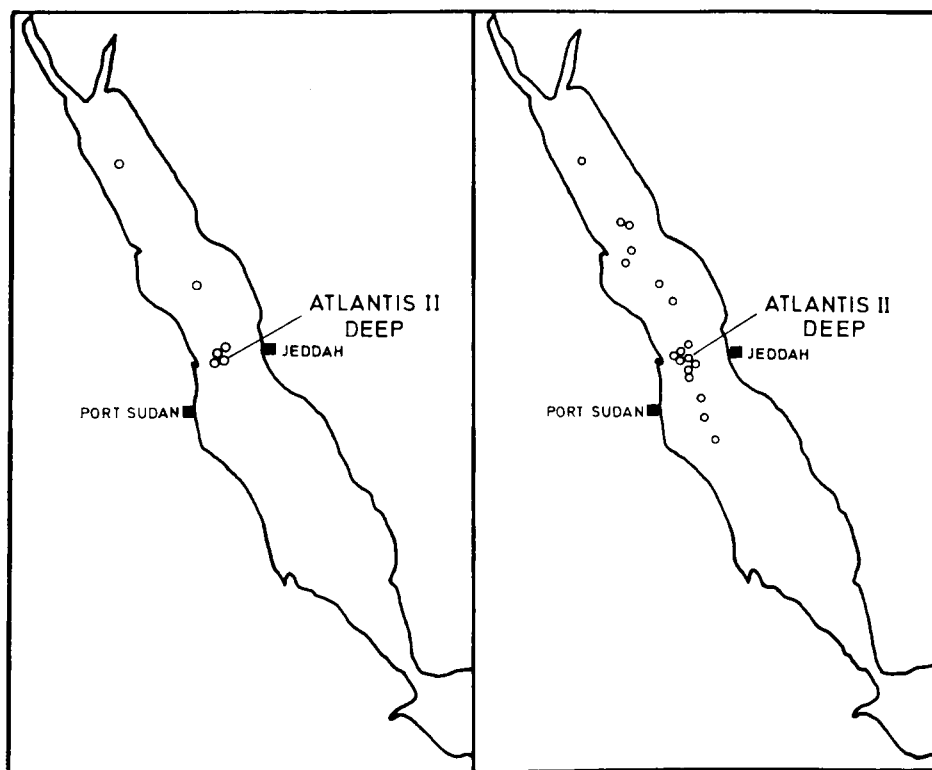 ATLANTIS II
DEEP
JEDDAH
PORT SUDAN
ATLANTIS II
DEEP
JEDDAH
PORT SUDAN